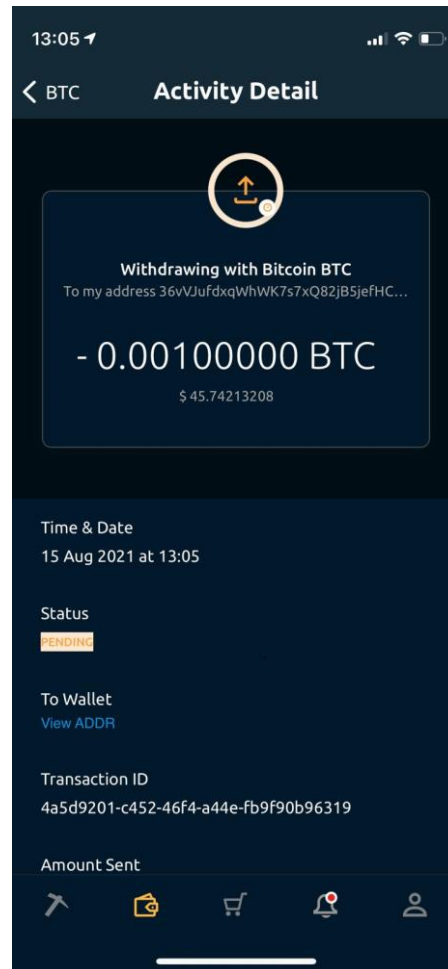 13:05
BTC
Activity Detail
Withdrawing with Bitcoin BTC
To my address 36vVJufdxqWhWK7s7xQ82jB5jefHC...
- 0.00100000 BTC
$ 45.74213208
Time & Date
15 Aug 2021 at 13:05
Status
PENDING
To Wallet
View ADDR
Transaction ID
4a5d9201-c452-46f4-a44e-fb9f90b96319
Amount Sent